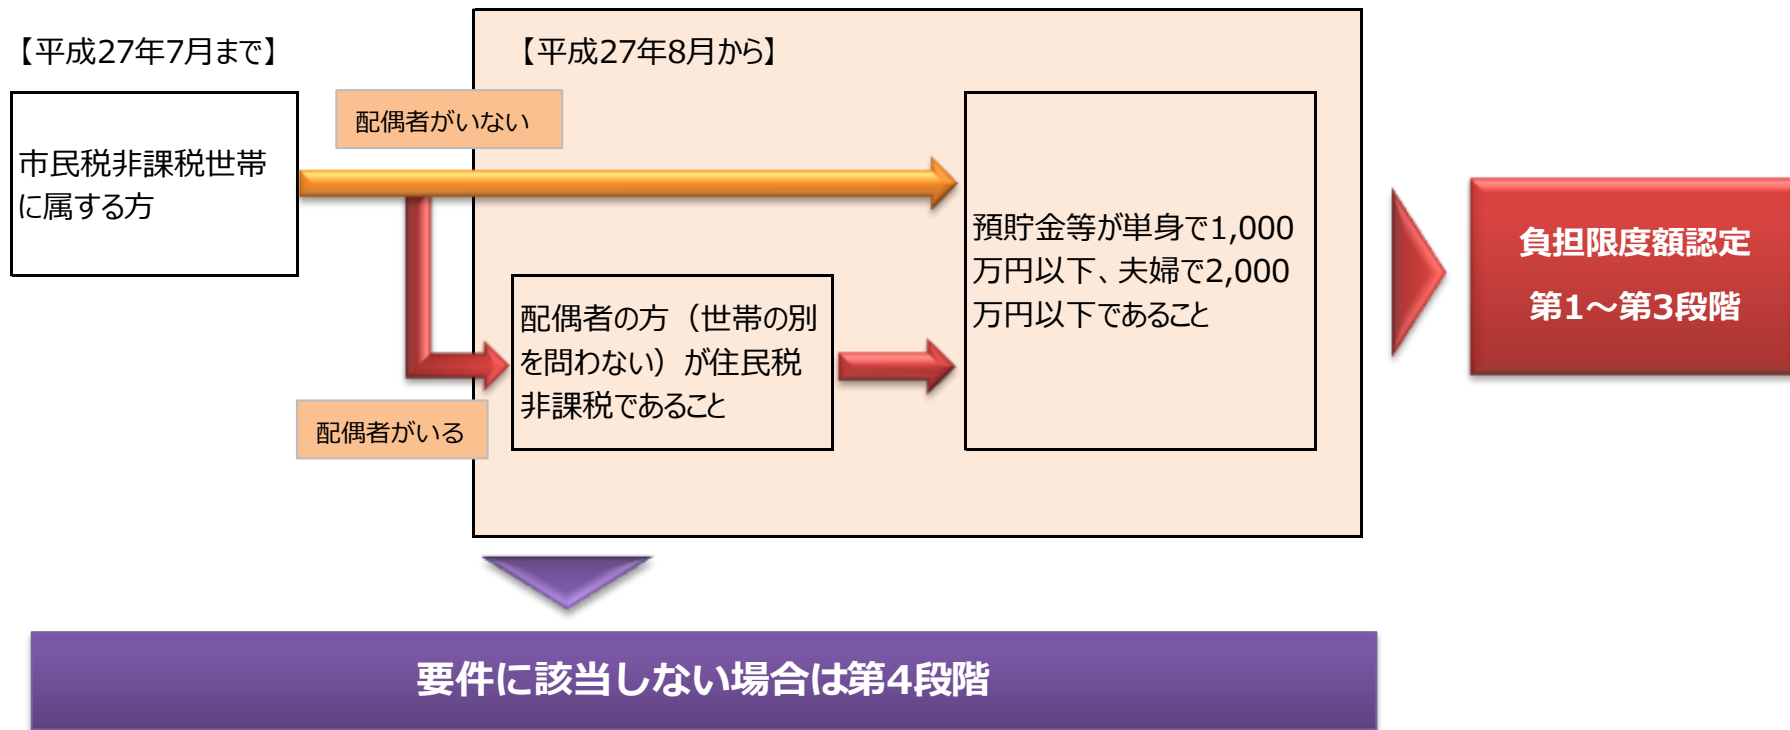 【平成27年7月まで】
【平成27年8月から】
配偶者がいない
市民税非課税世帯
に属する方
預貯金等が単身で1,000
万円以下、夫婦で2,000
万円以下であること
負担限度額認定
第1～第3段階
配偶者の方（世帯の別
を問わない）が住民税
非課税であること
配偶者がいる
要件に該当しない場合は第4段階